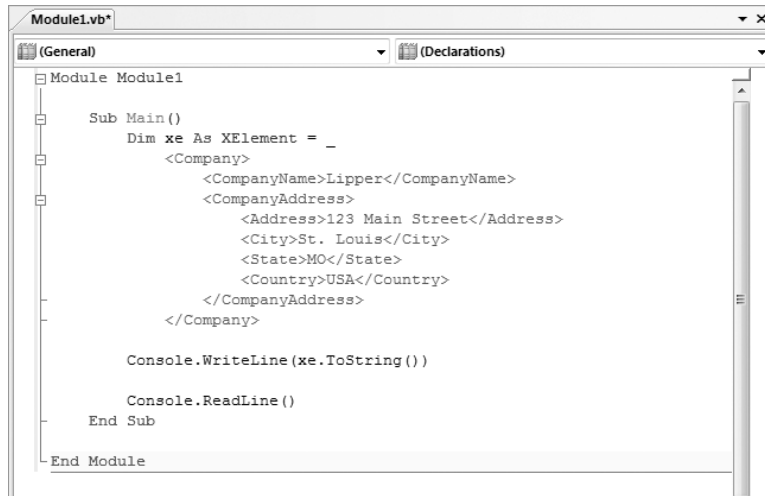 Module1.vb*
(General)
(Declarations)
Module Module1
Sub Main()
Dim xe As XElement = _
<Company>
<CompanyName>Lipper</CompanyName>
<CompanyAddress>
<Address>123 Main Street</Address>
<City>St. Louis</City>
<State>MO</State>
<Country>USA</Country>
</CompanyAddress>
</Company>
Console.WriteLine(xe.ToString())
Console.ReadLine()
End Sub
End Module